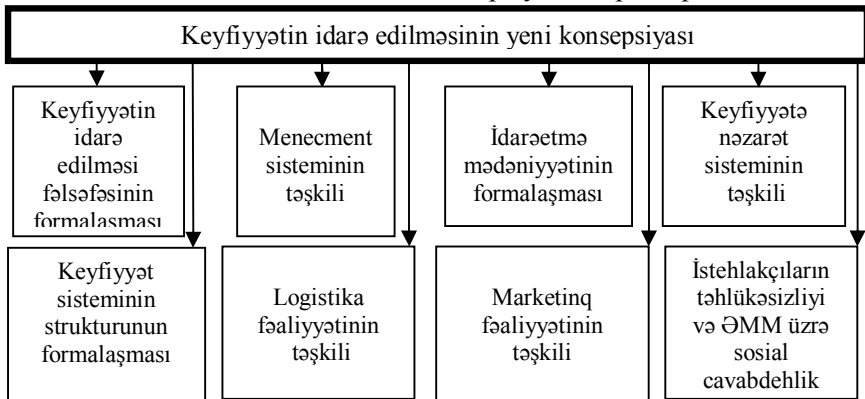 Keyfiyyətin idarə edilməsinin yeni konsepsiyası
Keyfiyyətin
idarə
edilməsi
fəlsəfəsinin
formalaşması
Menecment
sisteminin
təşkili
İdarəetmə
mədəniyyətinin
formalaşması
Keyfiyyətə
nəzarət
sisteminin
təşkili
Keyfiyyət
sisteminin
strukturunun
formalaşması
Logistika
fəaliyyətinin
təşkili
Marketinq
fəaliyyətinin
təşkili
İstehlakçıların
təhlükəsizliyi
və ƏMM üzrə
sosial
cavabdehlik